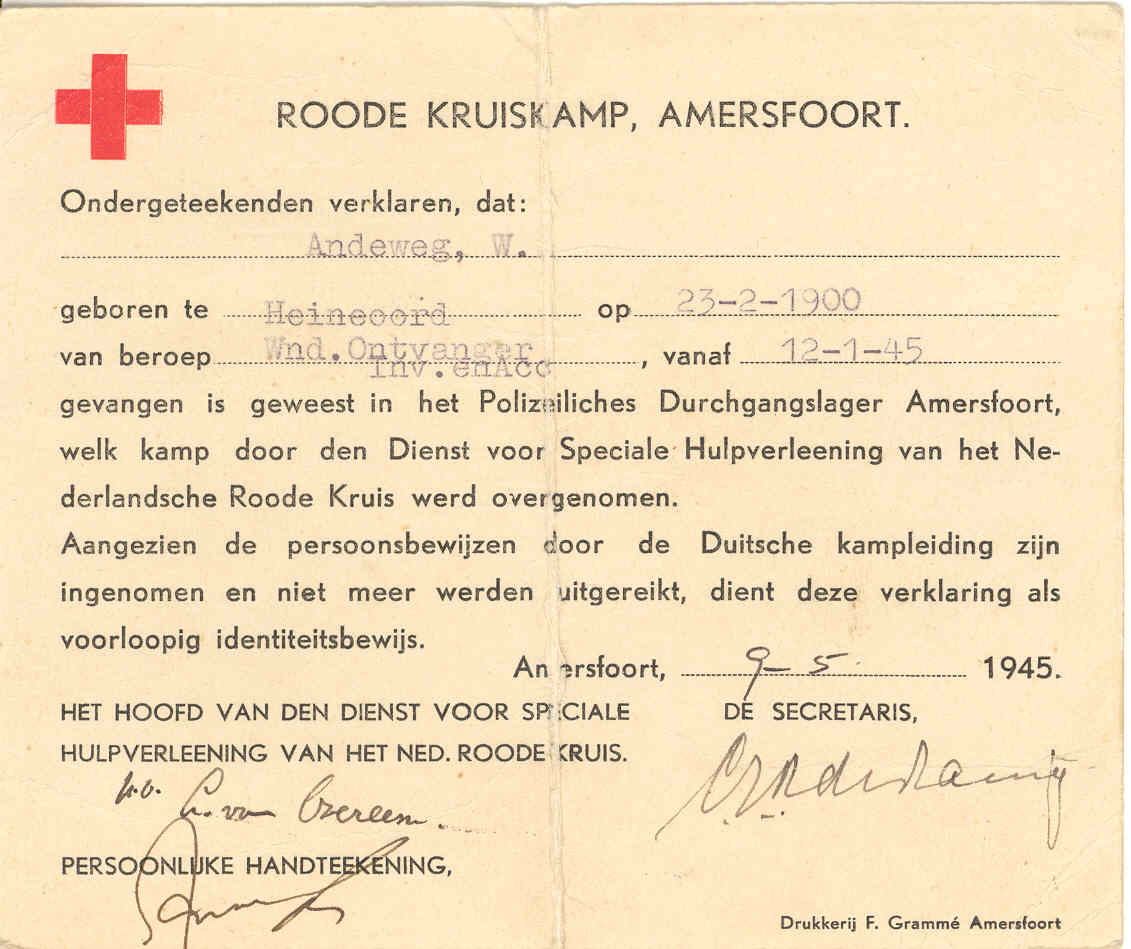 ROODE KRUISKAMP, AMERSFOORT.
Ondergeteekenden verklaren, dat:
Andeweg, W.
geboren te Heineoord op 23-2-1900
van beroep Wnd.Ontvanger, vanaf 12-1-45
Inv.enAcc
gevangen is geweest in het Polizeiliches Durchgangslager Amersfoort,
welk kamp door den Dienst voor Speciale Hulpverleening van het Ne-
derlandsche Roode Kruis werd overgenomen.
Aangezien de persoonsbewijzen door de Duitsche kampleiding zijn
ingenomen en niet meer werden uitgereikt, dient deze verklaring als
voorloopig identiteitsbewijs.
Amersfoort, 9-5 1945.
HET HOOFD VAN DEN DIENST VOOR SPECIALE DE SECRETARIS,
HULPVERLEENING VAN HET NED. ROODE KRUIS.
van
PERSOONLIJKE HANDTEEKENING,
Drukkerij F. Grammé Amersfoort